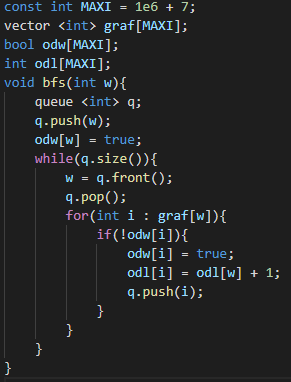 const int MAXI = 1e6 + 7;
vector <int> graf[MAXI];
bool odw[MAXI];
int odl[MAXI];
void bfs(int w){
    queue <int> q;
    q.push(w);
    odw[w] = true;
    while(q.size()){
        w = q.front();
        q.pop();
        for(int i : graf[w]){
            if(!odw[i]){
                odw[i] = true;
                odl[i] = odl[w] + 1;
                q.push(i);
            }
        }
    }
}